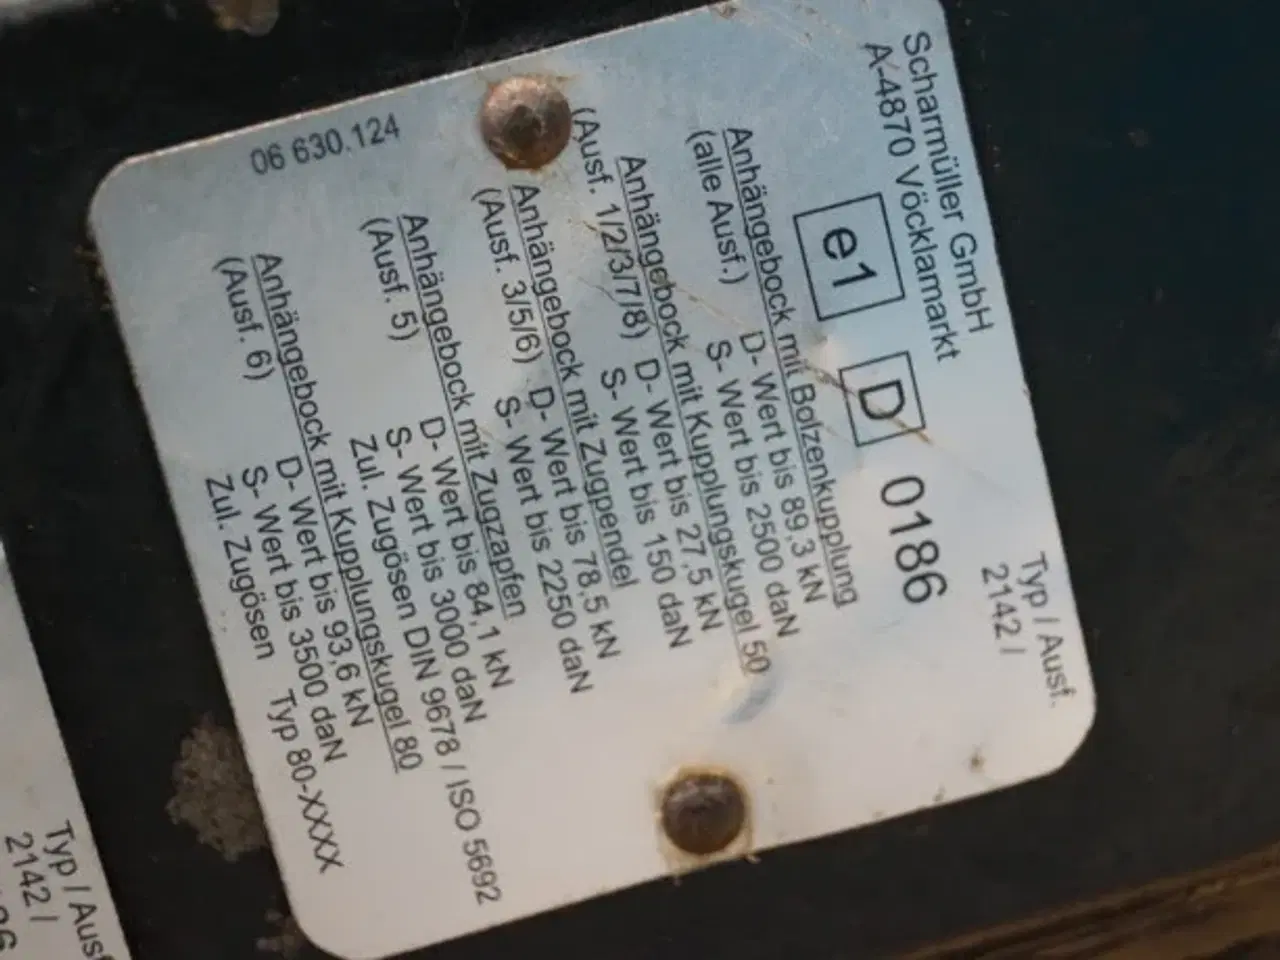 Scharmüller GmbH
A-4870 Vöcklamarkt
Typ / Ausf.
2142 /
e1 D 0186
Anhängebock mit Bolzenkupplung
(alle Ausf.) D- Wert bis 89,3 kN
S- Wert bis 2500 daN
Anhängebock mit Kupplungskugel 50
(Ausf. 1/2/3/7/8) D- Wert bis 27,5 kN
S- Wert bis 150 daN
Anhängebock mit Zugpendel
(Ausf. 3/5/6) D- Wert bis 78,5 kN
S- Wert bis 2250 daN
Anhängebock mit Zugzapfen
(Ausf. 5) D- Wert bis 84,1 kN
S- Wert bis 3000 daN
Zul. Zugösen DIN 9678 / ISO 5692
Anhängebock mit Kupplungskugel 80
(Ausf. 6) D- Wert bis 93,6 kN
S- Wert bis 3500 daN
Zul. Zugösen Typ 80-XXXX
06 630.124
Typ / Ausf
2142 /